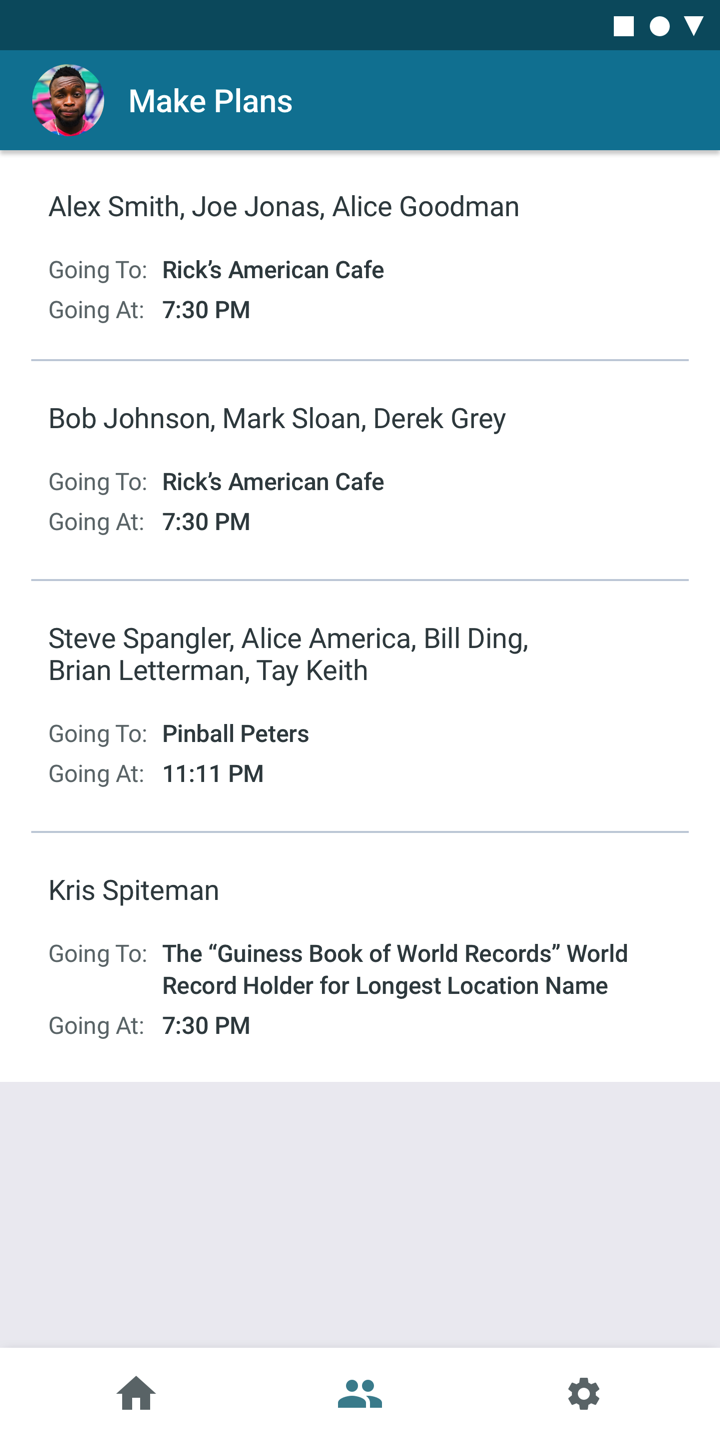 Make Plans
Alex Smith, Joe Jonas, Alice Goodman
Going To: Rick’s American Cafe
Going At: 7:30 PM
Bob Johnson, Mark Sloan, Derek Grey
Going To: Rick’s American Cafe
Going At: 7:30 PM
Steve Spangler, Alice America, Bill Ding,
Brian Letterman, Tay Keith
Going To: Pinball Peters
Going At: 11:11 PM
Kris Spiteman
Going To: The “Guiness Book of World Records” World
Record Holder for Longest Location Name
Going At: 7:30 PM